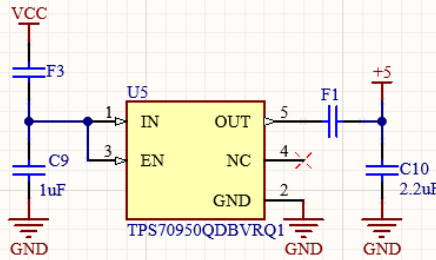 VCC
F3
U5
F1
+5
1 IN OUT 5
3 EN NC 4
C9
1uF
GND 2
C10
2.2uF
TPS70950QDBVRQ1
GND
GND
GND